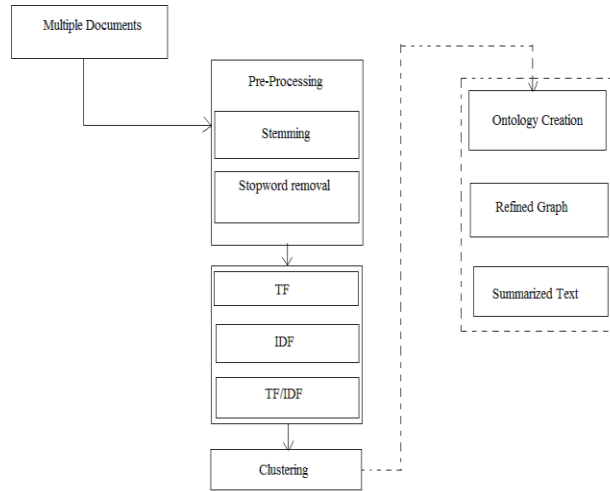 Multiple Documents
Pre-Processing
Stemming
Stopword removal
TF
IDF
TF/IDF
Clustering
Ontology Creation
Refined Graph
Summarized Text